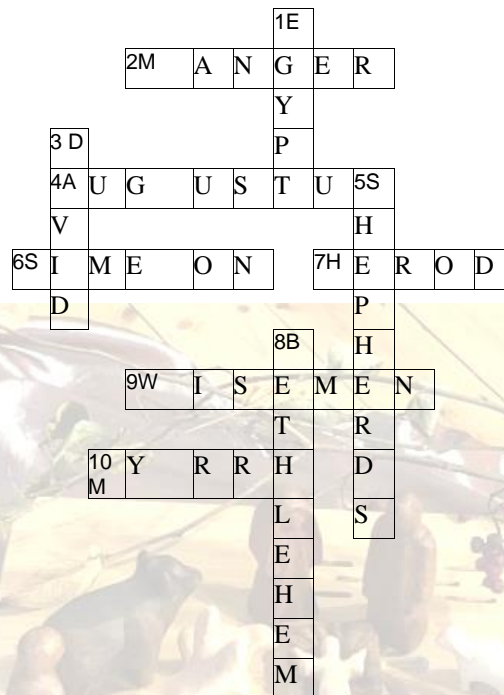 1E
2M A N G E R
Y
3 D P
4A U G U S T U 5S
V H
6S I M E O N 7H E R O D
D P
8B H
9W I S E M E N
T R
10 M Y R R H D
L S
E
H
E
M